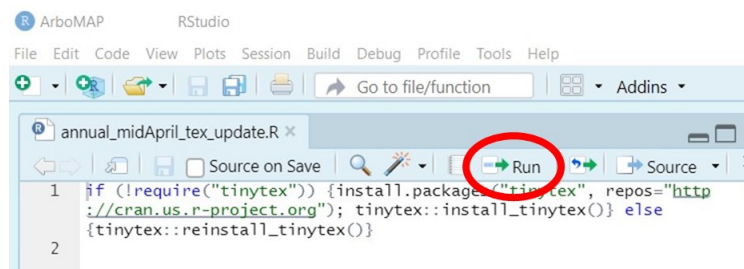 ArboMAP RStudio
File Edit Code View Plots Session Build Debug Profile Tools Help
Go to file/function Addins
annual_midApril_tex_update.R
Source on Save Run Source
1 if (!require("tinytex")) {install.packages("tinytex", repos="http
://cran.us.r-project.org"); tinytex::install_tinytex()} else
{tinytex::reinstall_tinytex()}
2